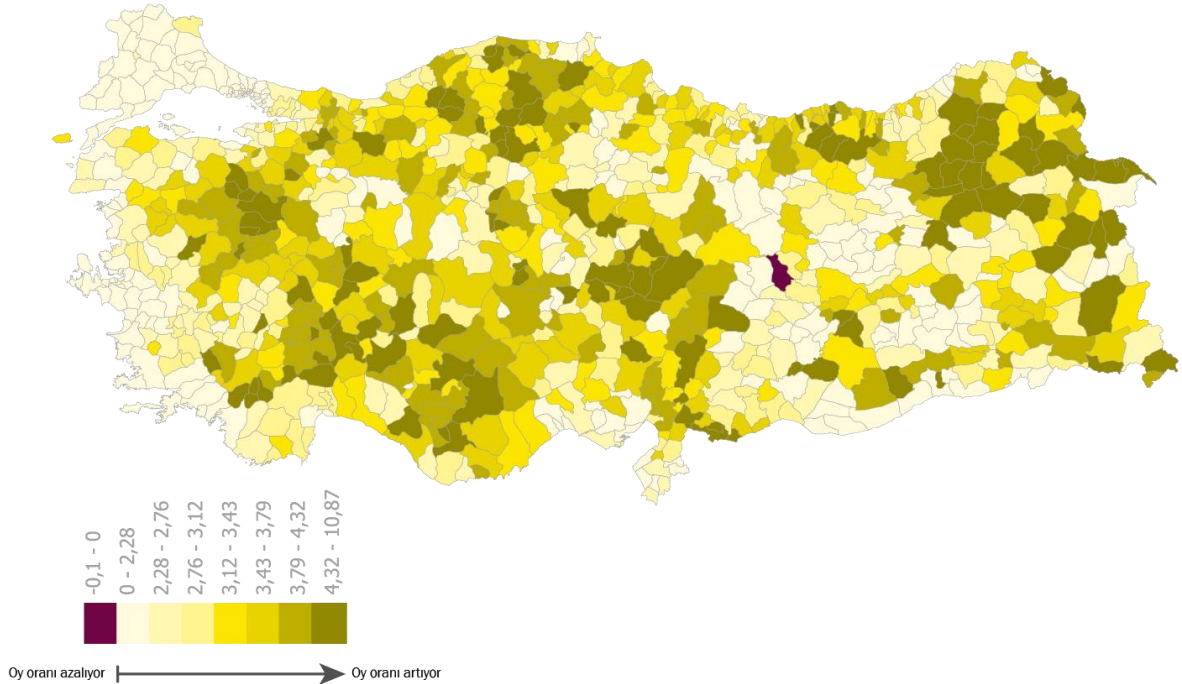 -0,1 - 0
0 - 2,28
2,28 - 2,76
2,76 - 3,12
3,12 - 3,43
3,43 - 3,79
3,79 - 4,32
4,32 - 10,87
Oy oranı azalıyor
Oy oranı artıyor